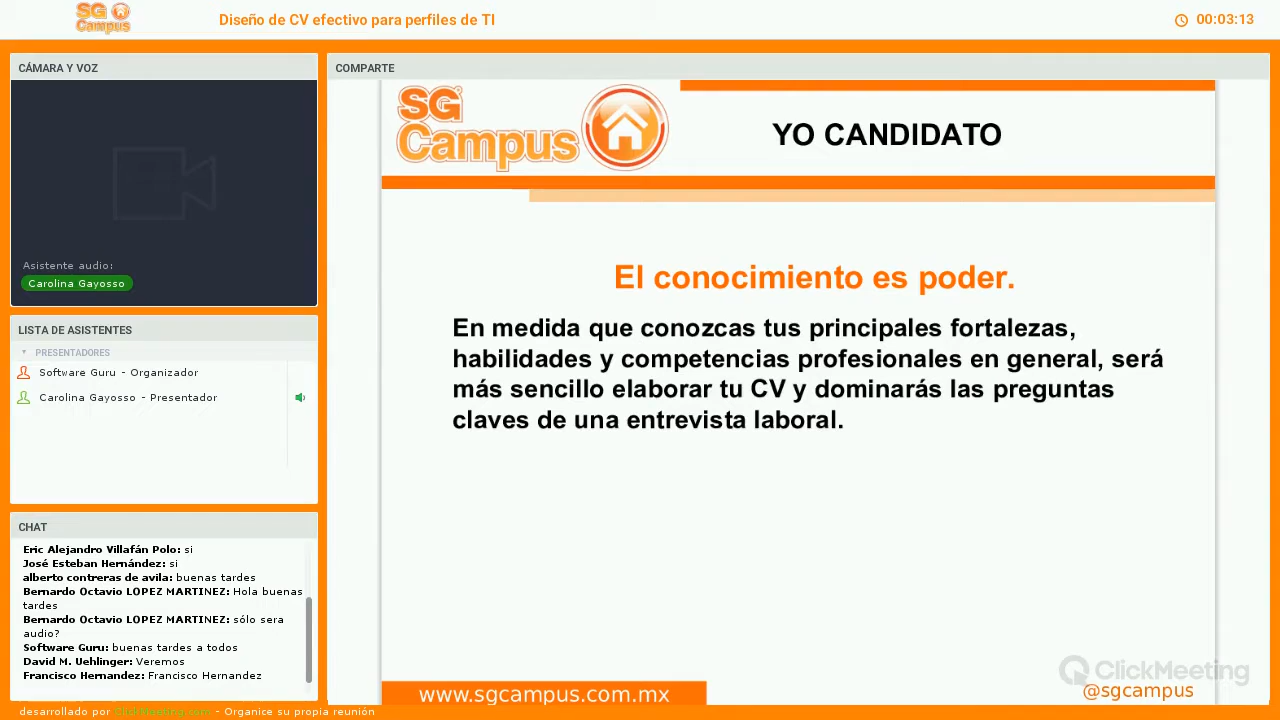 SG
Campus
Diseño de CV efectivo para perfiles de TI
00:03:13
CÁMARA Y VOZ
Asistente audio:
Carolina Gayosso
LISTA DE ASISTENTES
PRESENTADORES
Software Guru - Organizador
Carolina Gayosso - Presentador
CHAT
Eric Alejandro Villafán Polo: si
José Esteban Hernández: si
alberto contreras de avila: buenas tardes
Bernardo Octavio LOPEZ MARTINEZ: Hola buenas
tardes
Bernardo Octavio LOPEZ MARTINEZ: sólo sera
audio?
Software Guru: buenas tardes a todos
David M. Uehlinger: Veremos
Francisco Hernandez: Francisco Hernandez
COMPARTE
SG
Campus
YO CANDIDATO
El conocimiento es poder.
En medida que conozcas tus principales fortalezas,
habilidades y competencias profesionales en general, será
más sencillo elaborar tu CV y dominarás las preguntas
claves de una entrevista laboral.
ClickMeeting
www.sgcampus.com.mx
@sgcampus
desarrollado por ClickMeeting.com - Organice su propia reunión